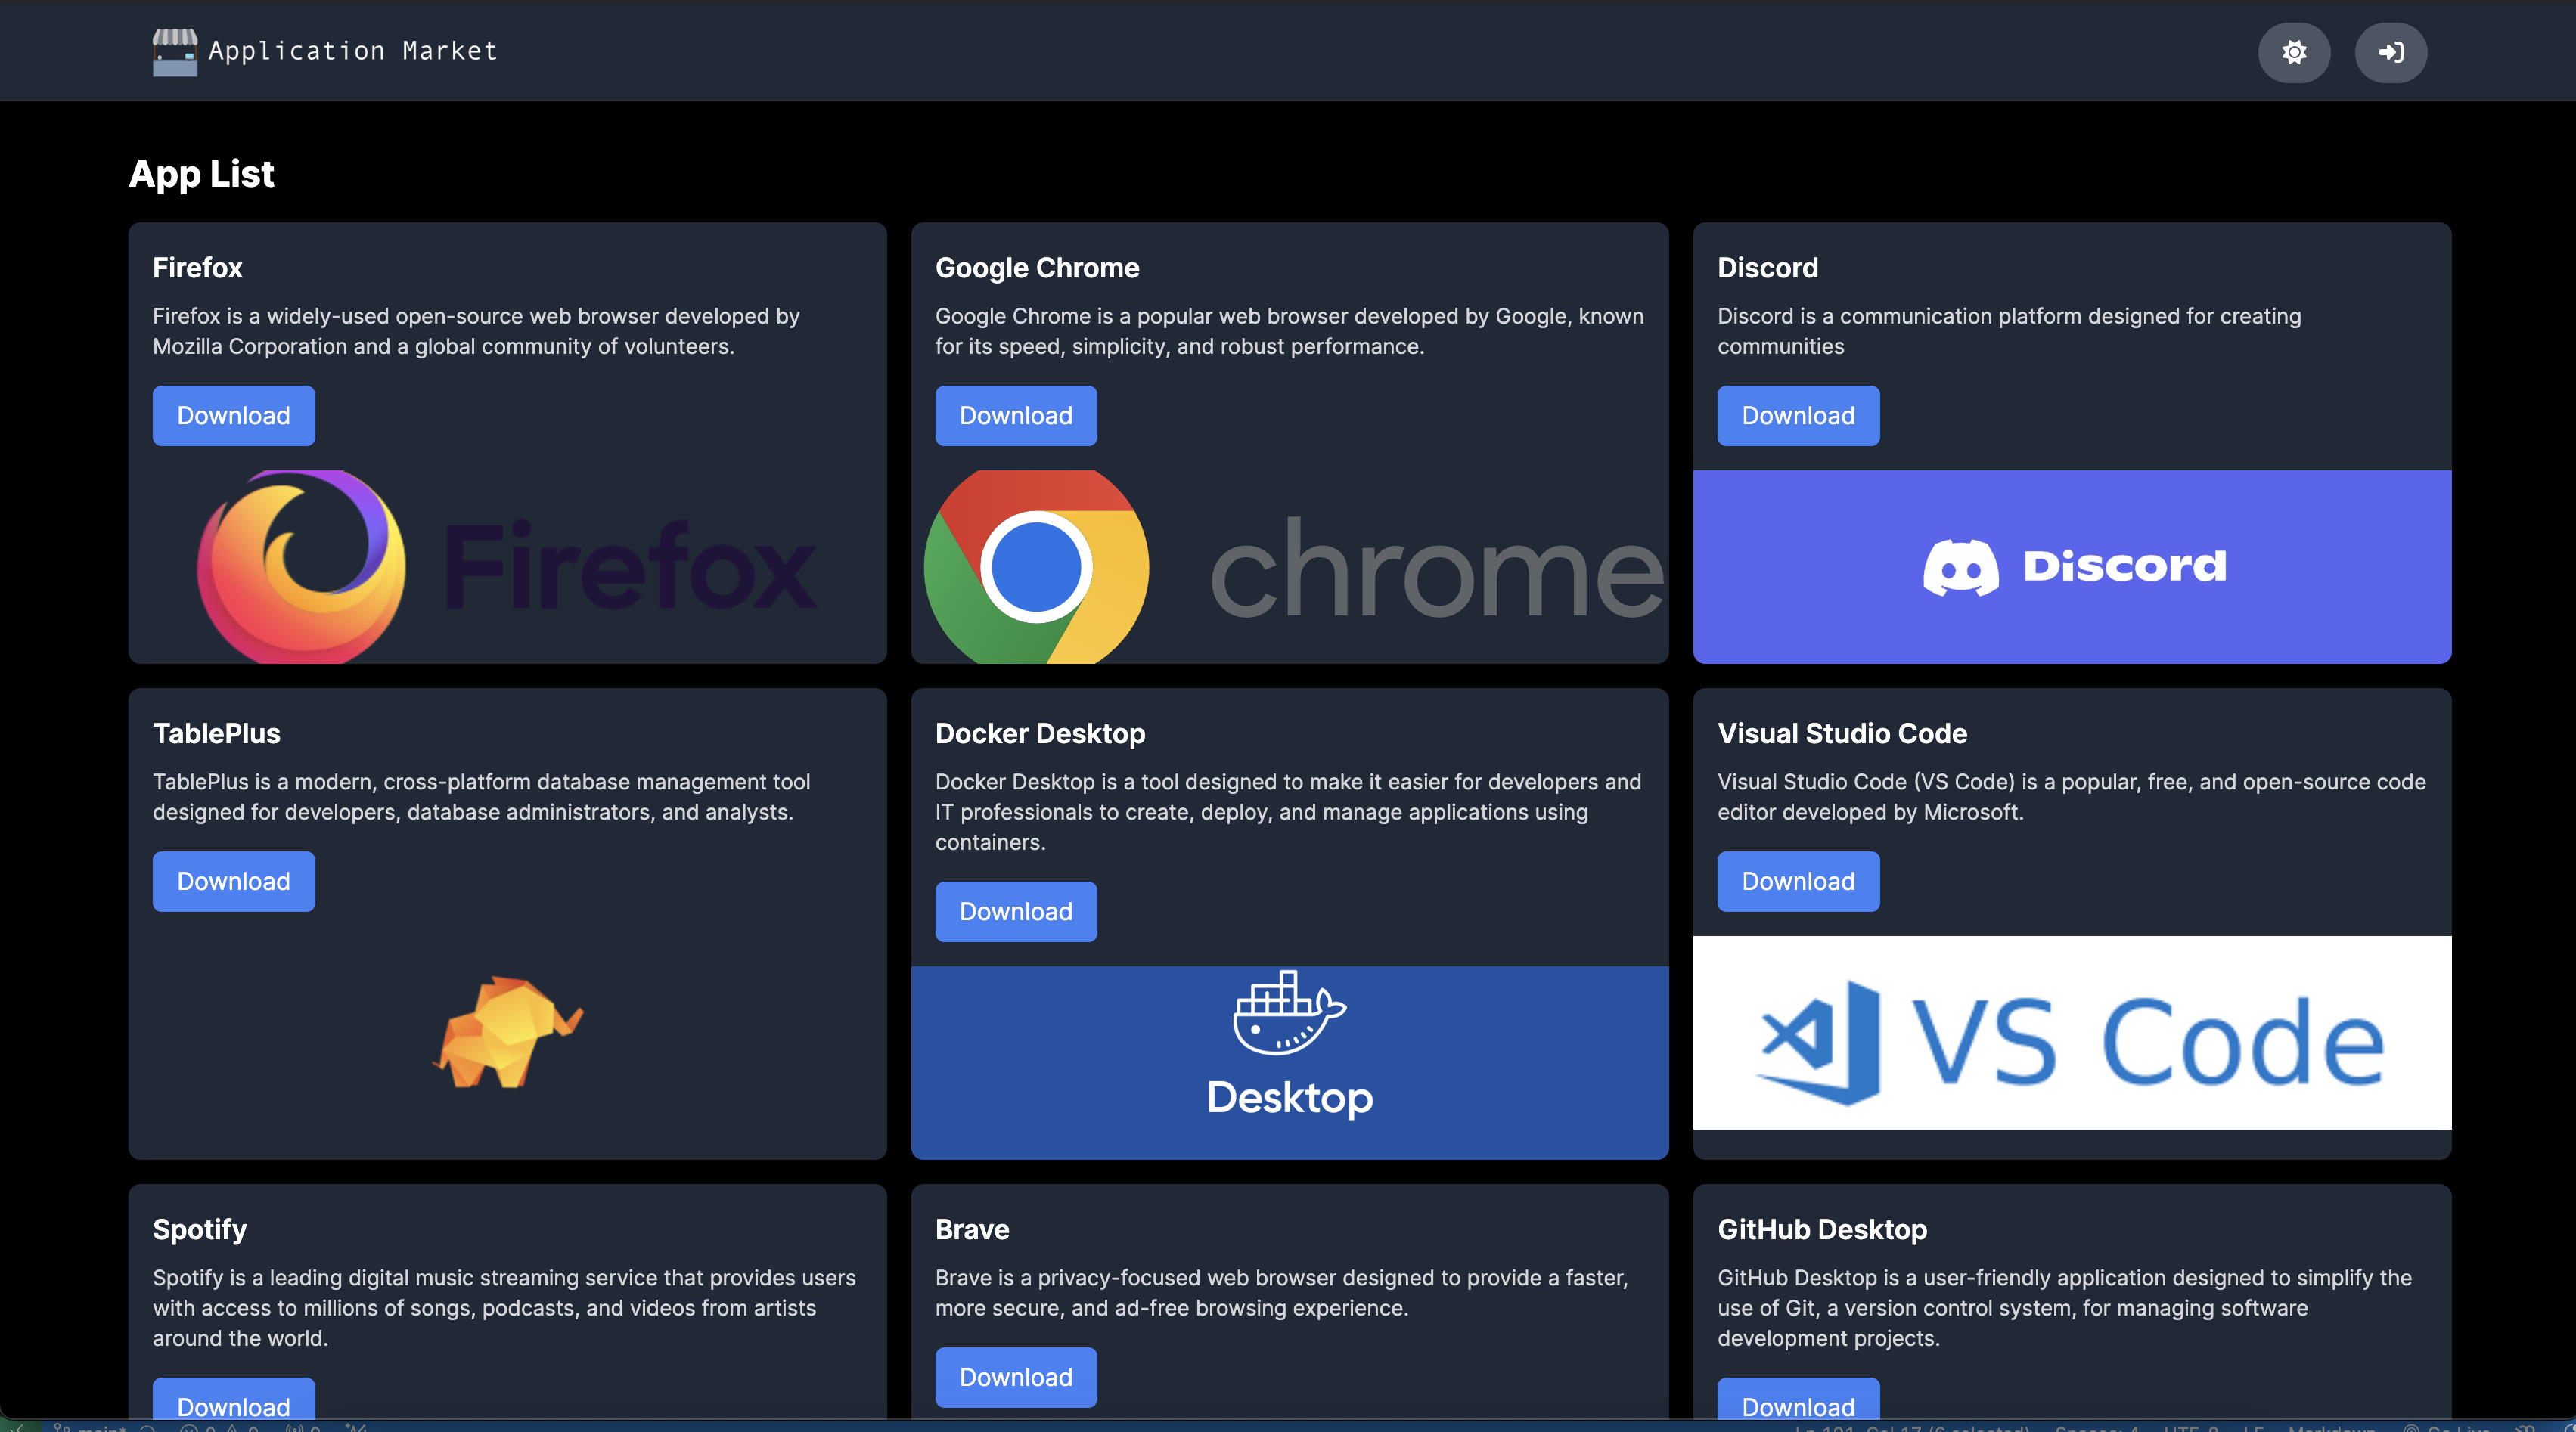 Application Market
App List
Firefox
Firefox is a widely-used open-source web browser developed by
Mozilla Corporation and a global community of volunteers.
Download
Firefox
Google Chrome
Google Chrome is a popular web browser developed by Google, known
for its speed, simplicity, and robust performance.
Download
chrome
Discord
Discord is a communication platform designed for creating
communities
Download
Discord
TablePlus
TablePlus is a modern, cross-platform database management tool
designed for developers, database administrators, and analysts.
Download
Docker Desktop
Docker Desktop is a tool designed to make it easier for developers and
IT professionals to create, deploy, and manage applications using
containers.
Download
Desktop
Visual Studio Code
Visual Studio Code (VS Code) is a popular, free, and open-source code
editor developed by Microsoft.
Download
VS Code
Spotify
Spotify is a leading digital music streaming service that provides users
with access to millions of songs, podcasts, and videos from artists
around the world.
Download
Brave
Brave is a privacy-focused web browser designed to provide a faster,
more secure, and ad-free browsing experience.
Download
GitHub Desktop
GitHub Desktop is a user-friendly application designed to simplify the
use of Git, a version control system, for managing software
development projects.
Download